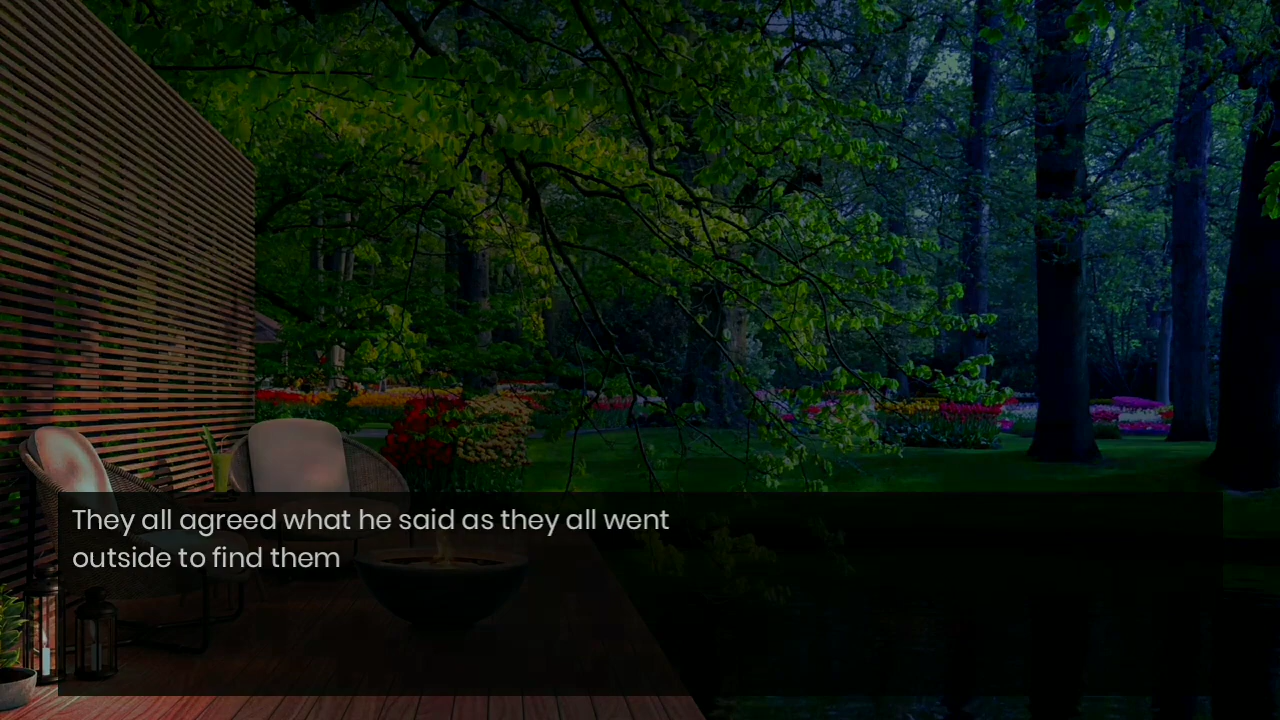 They all agreed what he said as they all went
outside to find them